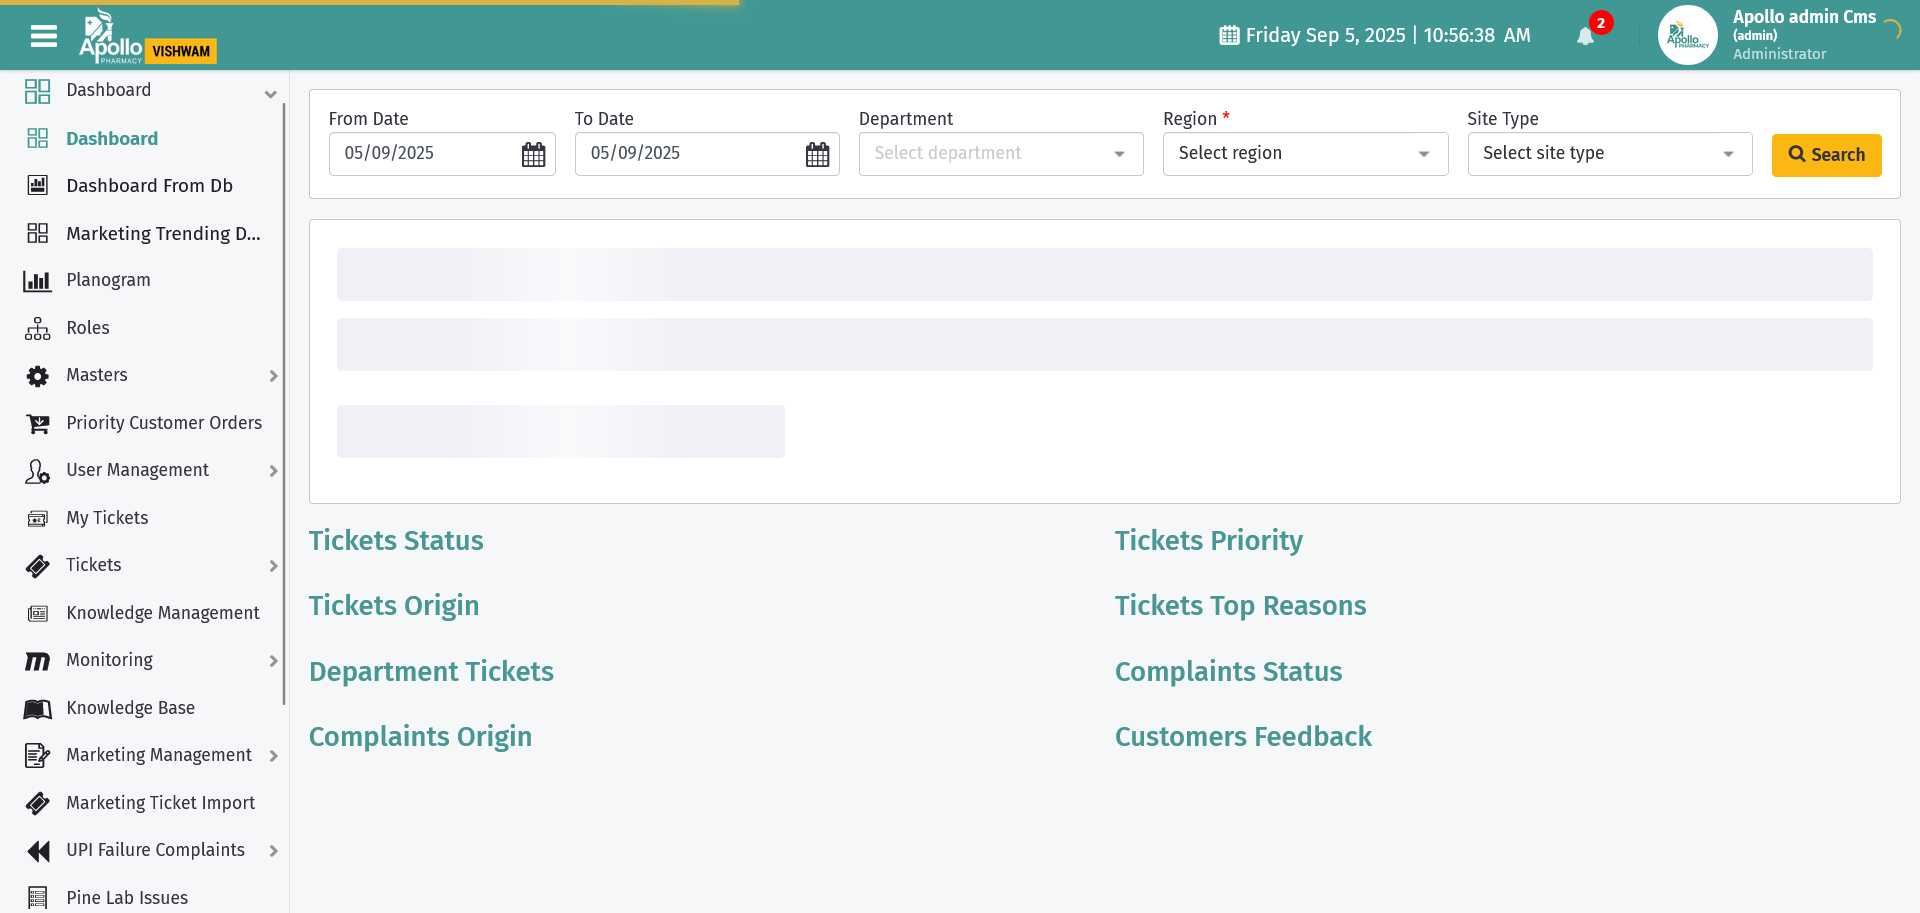 Apollo
PHARMACY
VISHWAM
Friday Sep 5, 2025 | 10:56:38 AM
2
Apollo
PHARMACY
Apollo admin Cms
(admin)
Administrator
Dashboard
Dashboard
Dashboard From Db
Marketing Trending D...
Planogram
Roles
Masters
Priority Customer Orders
User Management
My Tickets
Tickets
Knowledge Management
Monitoring
Knowledge Base
Marketing Management
Marketing Ticket Import
UPI Failure Complaints
Pine Lab Issues
From Date
To Date
Department
Region *
Site Type
05/09/2025
05/09/2025
Select department
Select region
Select site type
Search
Tickets Status
Tickets Priority
Tickets Origin
Tickets Top Reasons
Department Tickets
Complaints Status
Complaints Origin
Customers Feedback